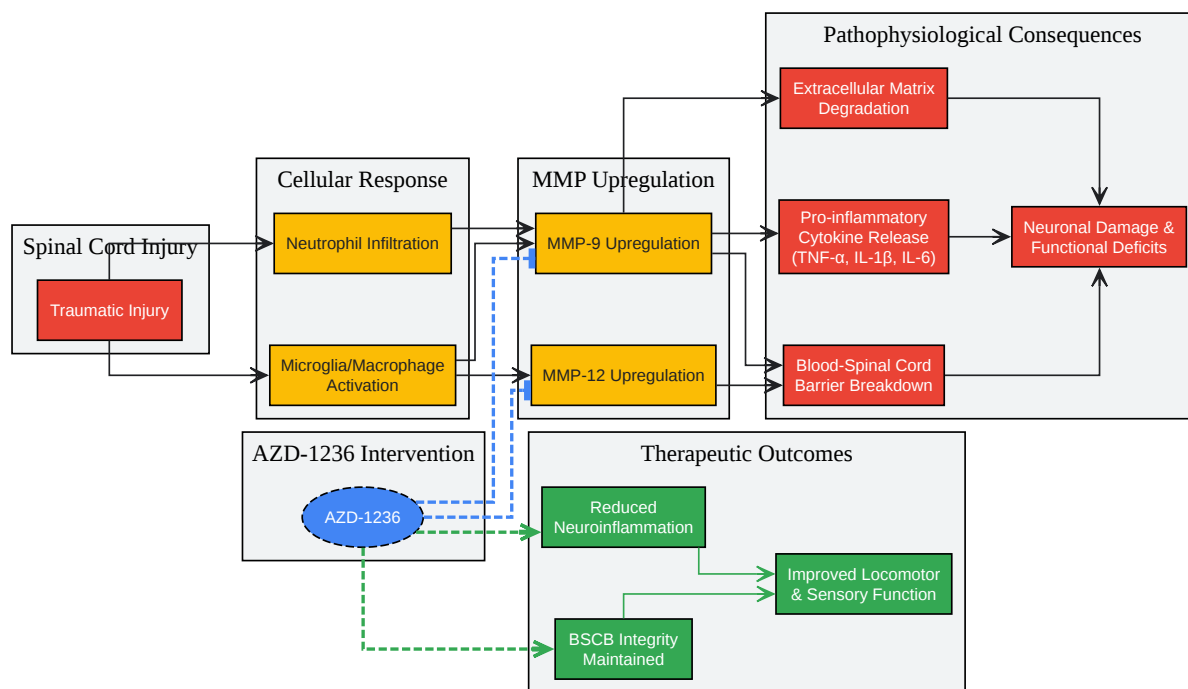 Pathophysiological Consequences
Extracellular Matrix
Degradation
Cellular Response
MMP Upregulation
Spinal Cord Injury
Neutrophil Infiltration
MMP-9 Upregulation
Pro-inflammatory
Cytokine Release
(TNF-α, IL-1β, IL-6)
Neuronal Damage &
Functional Deficits
Traumatic Injury
Microglia/Macrophage
Activation
MMP-12 Upregulation
Blood-Spinal Cord
Barrier Breakdown
AZD-1236 Intervention
Therapeutic Outcomes
AZD-1236
Reduced
Neuroinflammation
Improved Locomotor
& Sensory Function
BSCB Integrity
Maintained